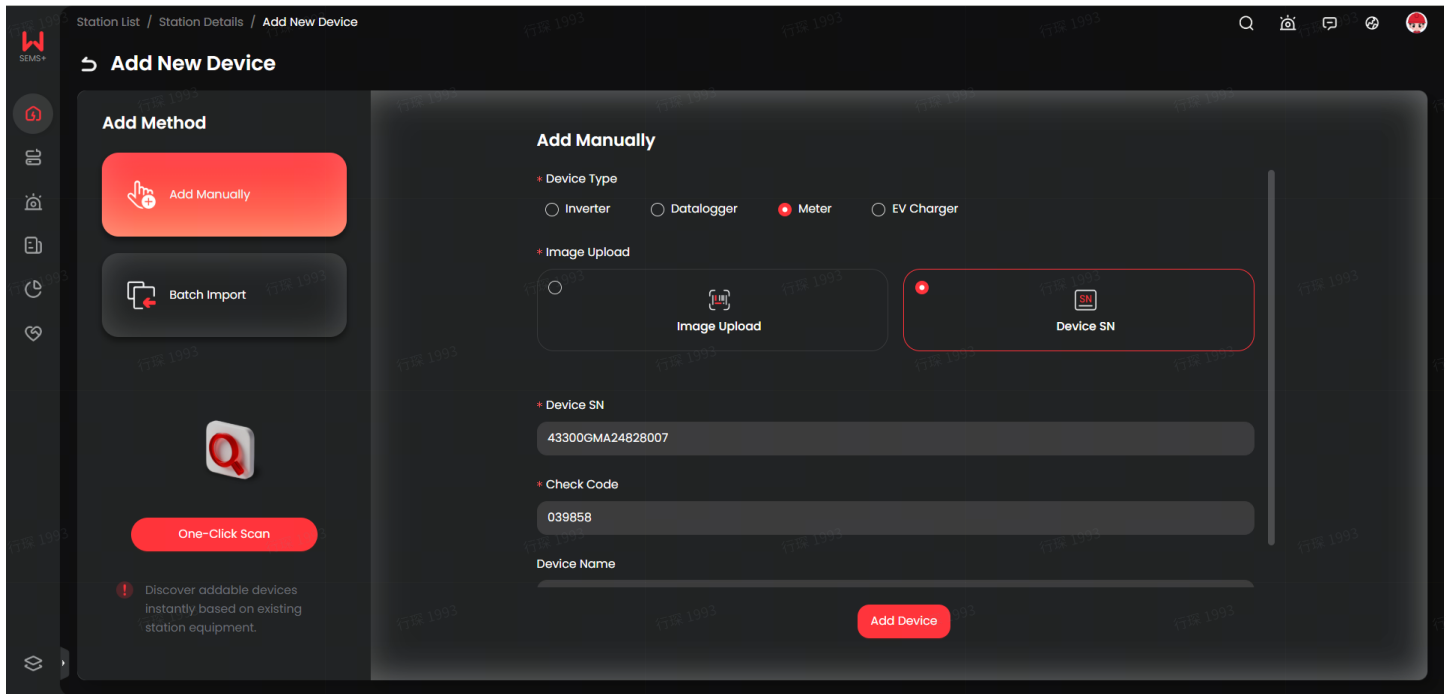 Station List / Station Details / Add New Device
SEMS+
Add New Device
Add Method
Add Manually
Batch Import
One-Click Scan
Discover addable devices
instantly based on existing
station equipment.
Add Manually
* Device Type
Inverter
Datalogger
Meter
EV Charger
* Image Upload
Image Upload
SN
Device SN
* Device SN
43300GMA24828007
* Check Code
039858
Device Name
Add Device
行琛 1993